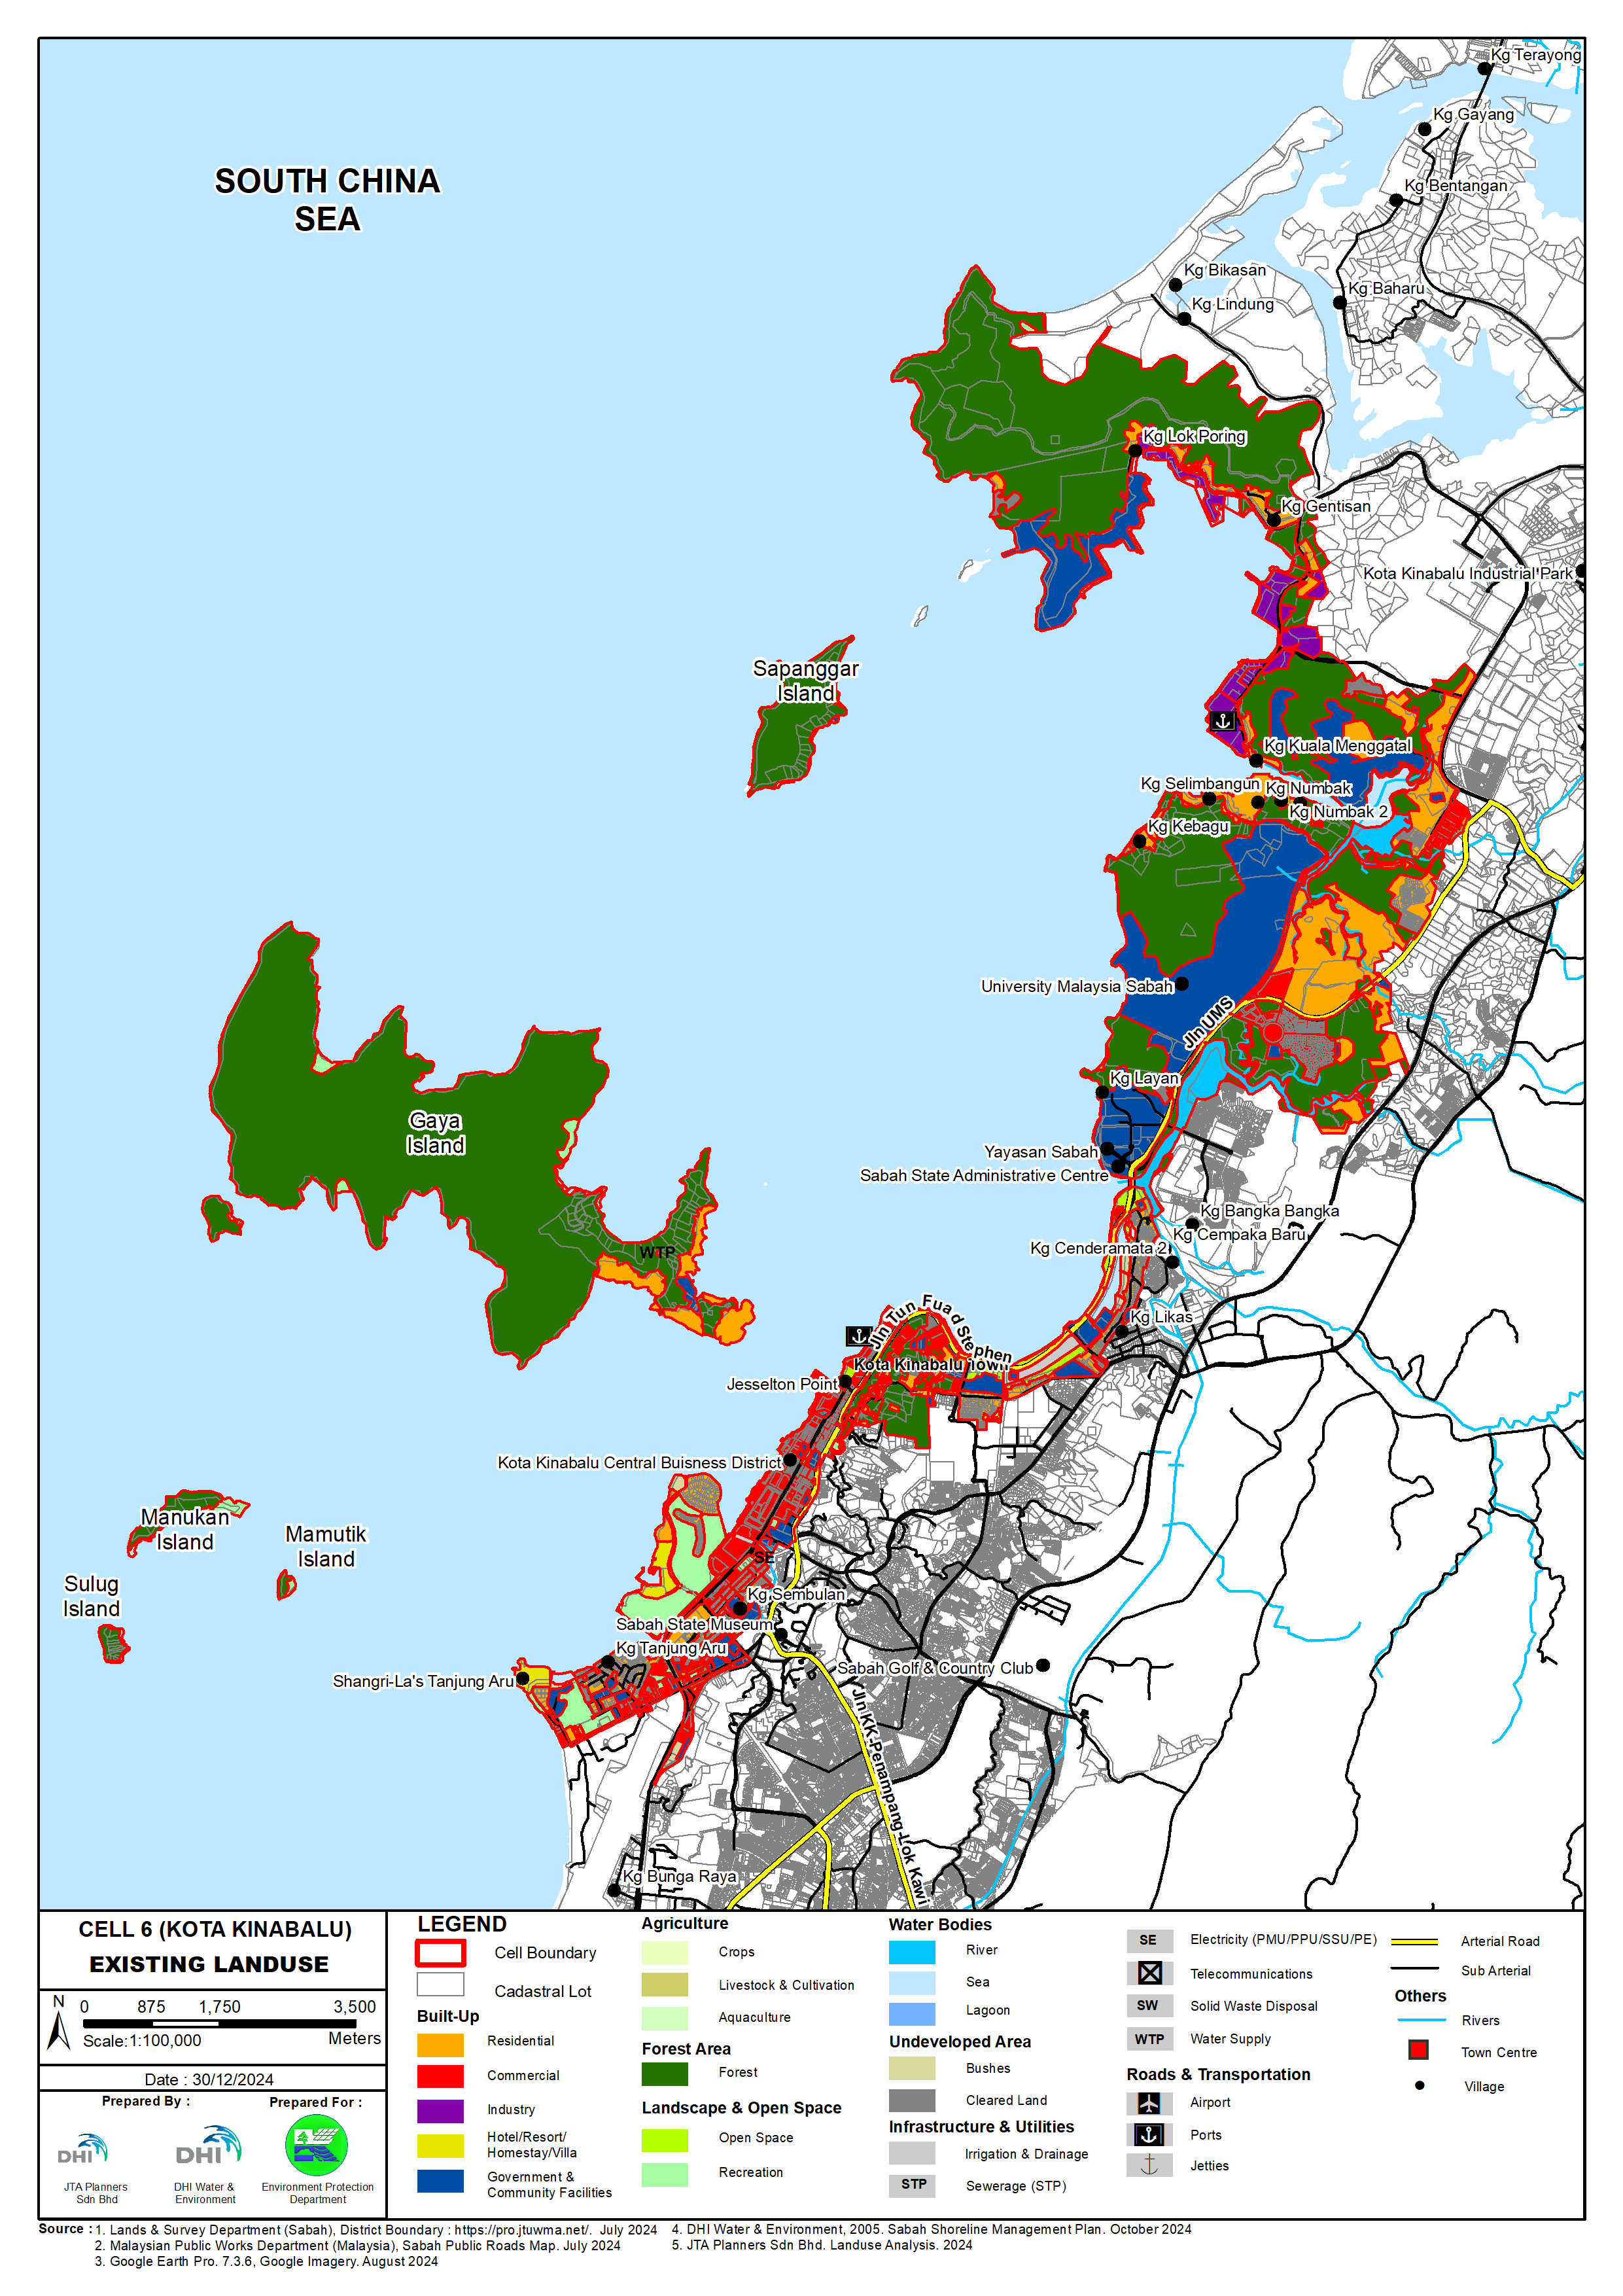 Kg Terayong
Kg Gayang
SOUTH CHINA
SEA
Kg Bentangan
Kg Bikasan
Kg Baharu
Kg Lindung
Kg Lok Poring
Kg Gentisan
Kota Kinabalu Industrial Park
Sapanggar
Island
Kg Kuala Menggatal
Kg Selimbangun
Kg Numbak
Kg Numbak 2
Kg Kebagu
University Malaysia Sabah
Jln UMS
Kg Layan
Gaya
Island
Yayasan Sabah
Sabah State Administrative Centre
Kg Bangka Bangka
Kg Cempaka Baru
Kg Cenderamata 2
WTP
Kg Likas
Jln Tun Fuad Stephen
Kota Kinabalu Town
Jesselton Point
Kota Kinabalu Central Buisness District
Manukan
Island
Mamutik
Island
SE
Sulug
Island
Kg Sembulan
Sabah State Museum
Kg Tanjung Aru
Sabah Golf & Country Club
Shangri-La's Tanjung Aru
Jln KK-Penampang-Lok Kawi
Kg Bunga Raya
CELL 6 (KOTA KINABALU)
EXISTING LANDUSE
N
0 875 1,750 3,500
Scale:1:100,000 Meters
Date : 30/12/2024
Prepared By : Prepared For :
DHI DHI
JTA Planners
Sdn Bhd
DHI Water &
Environment
Environment Protection
Department
LEGEND
Cell Boundary
Cadastral Lot
Built-Up
Residential
Commercial
Industry
Hotel/Resort/
Homestay/Villa
Government &
Community Facilities
Agriculture
Crops
Livestock & Cultivation
Aquaculture
Forest Area
Forest
Landscape & Open Space
Open Space
Recreation
Water Bodies
River
Sea
Lagoon
Undeveloped Area
Bushes
Cleared Land
Infrastructure & Utilities
Irrigation & Drainage
STP Sewerage (STP)
SE Electricity (PMU/PPU/SSU/PE)
Telecommunications
SW Solid Waste Disposal
WTP Water Supply
Roads & Transportation
Airport
Ports
Jetties
Arterial Road
Sub Arterial
Others
Rivers
Town Centre
Village
Source : 1. Lands & Survey Department (Sabah), District Boundary : https://pro.jtuwma.net/. July 2024
2. Malaysian Public Works Department (Malaysia), Sabah Public Roads Map. July 2024
3. Google Earth Pro. 7.3.6, Google Imagery. August 2024
4. DHI Water & Environment, 2005. Sabah Shoreline Management Plan. October 2024
5. JTA Planners Sdn Bhd. Landuse Analysis. 2024